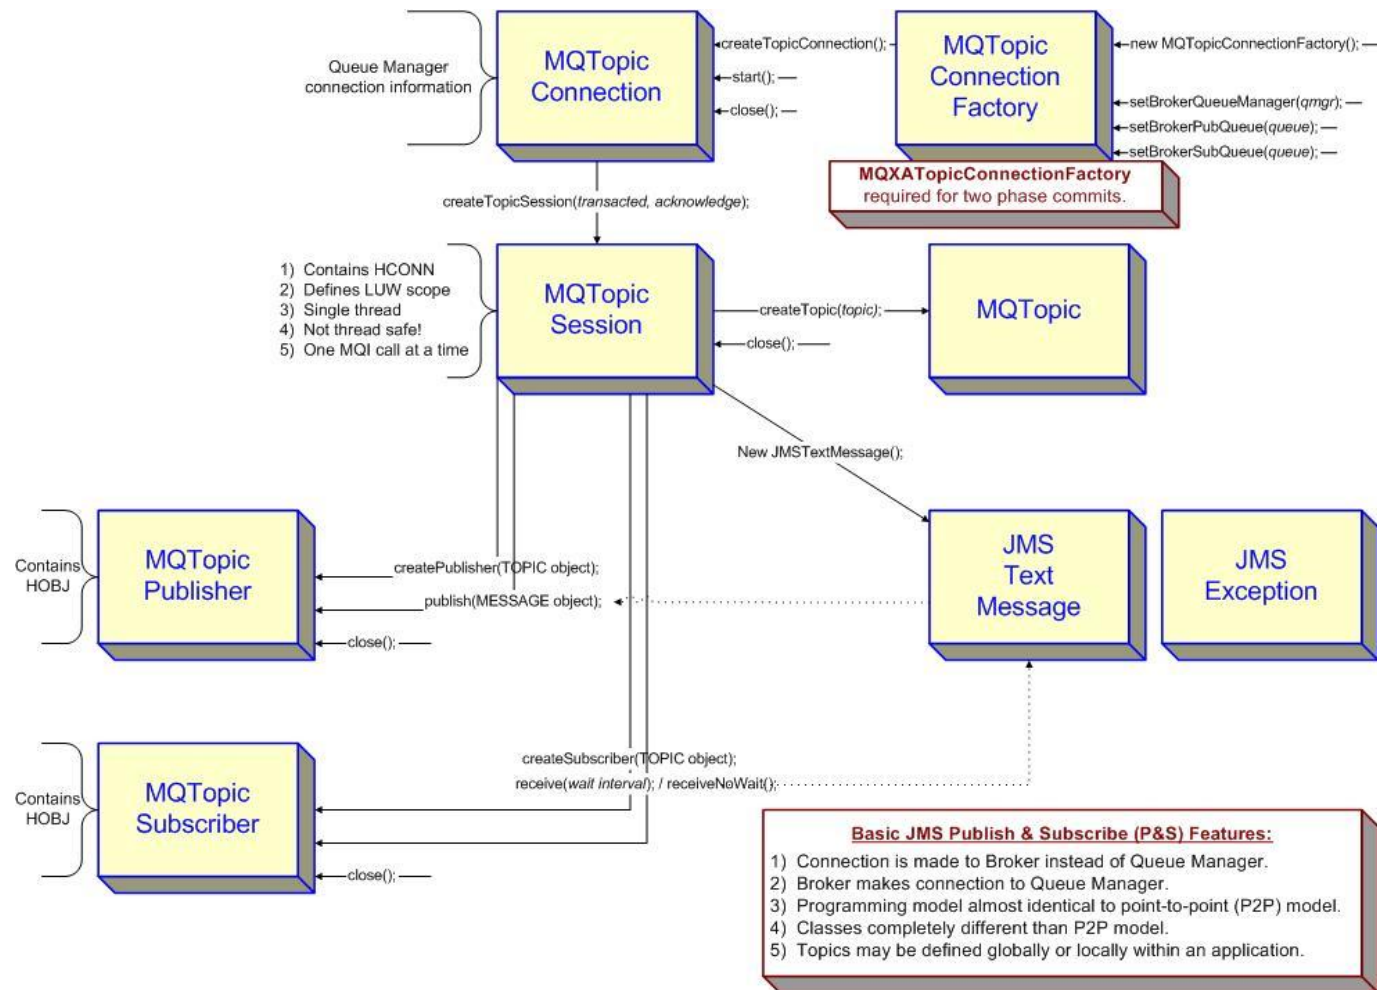 Queue Manager
connection information
MQTopic
Connection
createTopicConnection();
start();
close();
MQTopic
Connection
Factory
new MQTopicConnectionFactory();
setBrokerQueueManager(qmgr);
setBrokerPubQueue(queue);
setBrokerSubQueue(queue);
MQXATopicConnectionFactory
required for two phase commits.
createTopicSession(transacted, acknowledge);
1) Contains HCONN
2) Defines LUW scope
3) Single thread
4) Not thread safe!
5) One MQI call at a time
MQTopic
Session
createTopic(topic);
close();
MQTopic
New JMSTextMessage();
Contains
HOBJ
MQTopic
Publisher
createPublisher(TOPIC object);
publish(MESSAGE object);
close();
JMS
Text
Message
JMS
Exception
Contains
HOBJ
MQTopic
Subscriber
createSubscriber(TOPIC object);
receive(wait interval); / receiveNoWait();
close();
Basic JMS Publish & Subscribe (P&S) Features:
1) Connection is made to Broker instead of Queue Manager.
2) Broker makes connection to Queue Manager.
3) Programming model almost identical to point-to-point (P2P) model.
4) Classes completely different than P2P model.
5) Topics may be defined globally or locally within an application.